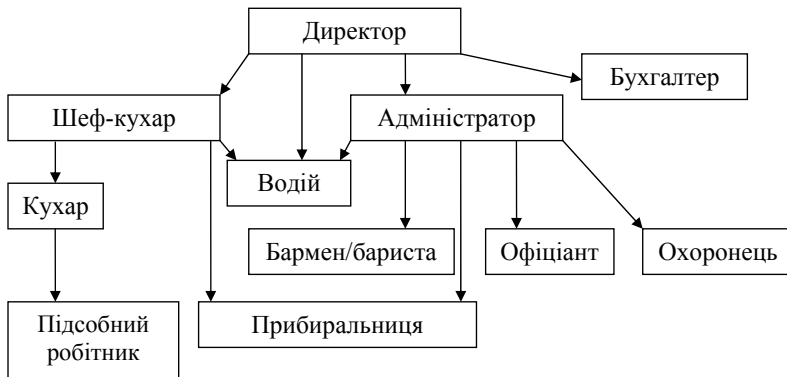 Директор
Бухгалтер
Шеф-кухар
Адміністратор
Водій
Кухар
Бармен/бариста
Офіціант
Охоронець
Підсобний
робітник
Прибиральниця